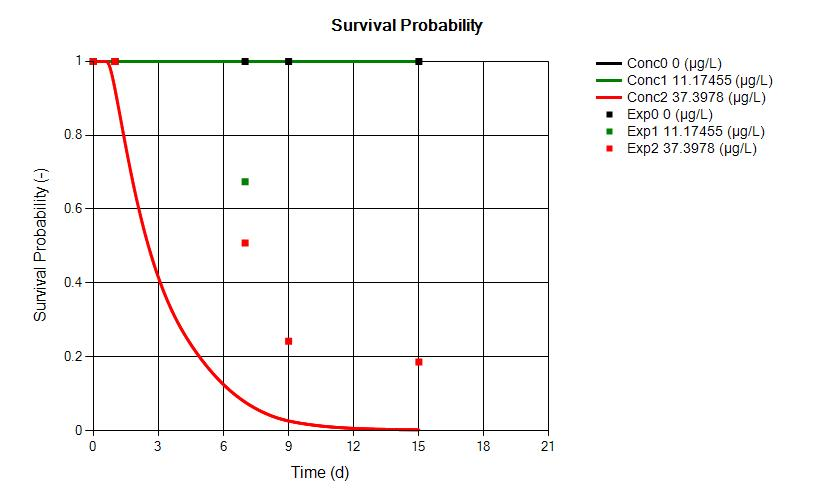 Survival Probability
1
0.8
0.6
0.4
0.2
0
Survival Probability (-)
0 3 6 9 12 15 18 21
Time (d)
Conc0 0 (µg/L)
Conc1 11.17455 (µg/L)
Conc2 37.3978 (µg/L)
Exp0 0 (µg/L)
Exp1 11.17455 (µg/L)
Exp2 37.3978 (µg/L)